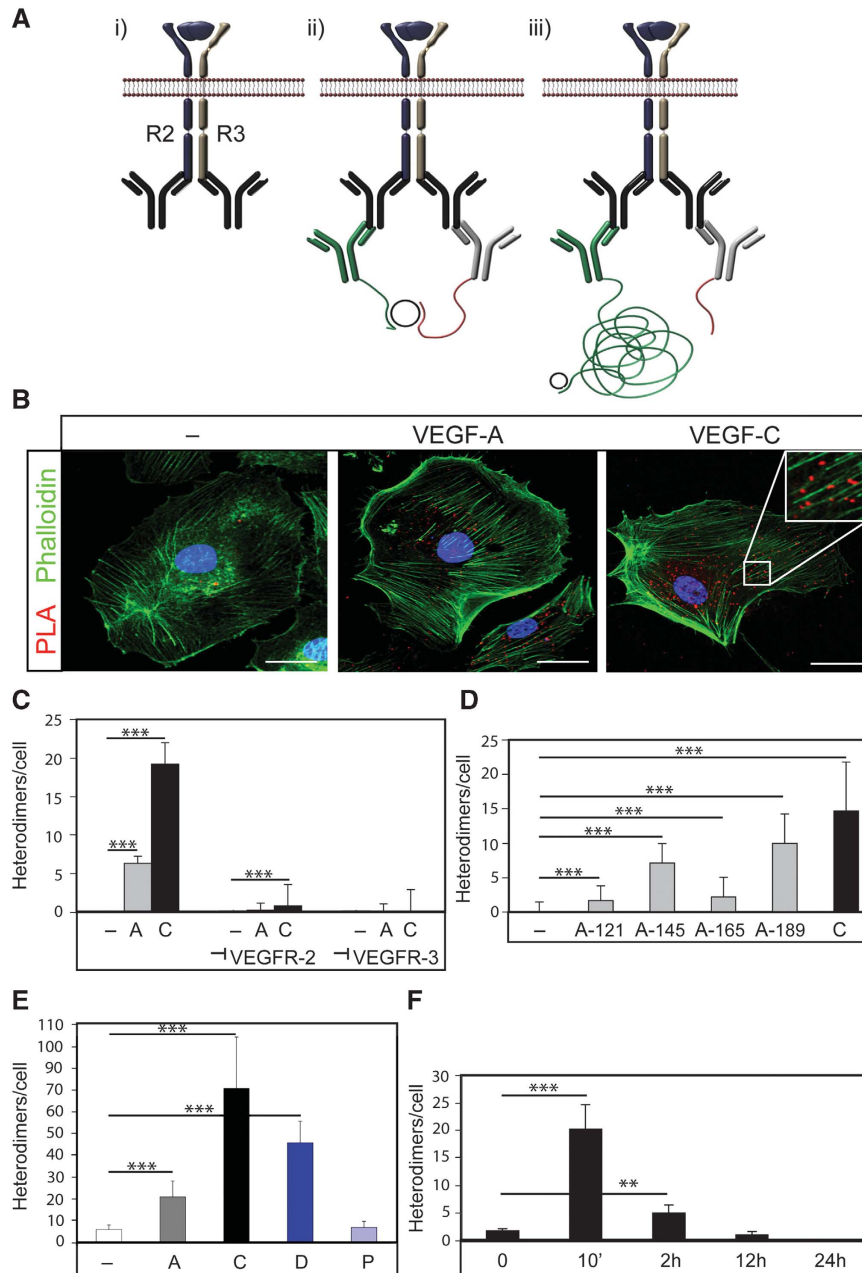 A
i) ii) iii)
R2 R3
B
– VEGF-A VEGF-C
PLA Phalloidin
C
Heterodimers/cell
25
20
15
10
5
0
***
***
***
– A C – A C – A C
⊣VEGFR-2 ⊣VEGFR-3
D
Heterodimers/cell
25
20
15
10
5
0
***
***
***
***
***
– A-121 A-145 A-165 A-189 C
E
Heterodimers/cell
110
100
90
80
70
60
50
40
30
20
10
0
***
***
***
– A C D P
F
Heterodimers/cell
30
25
20
15
10
5
0
***
**
0 10' 2h 12h 24h